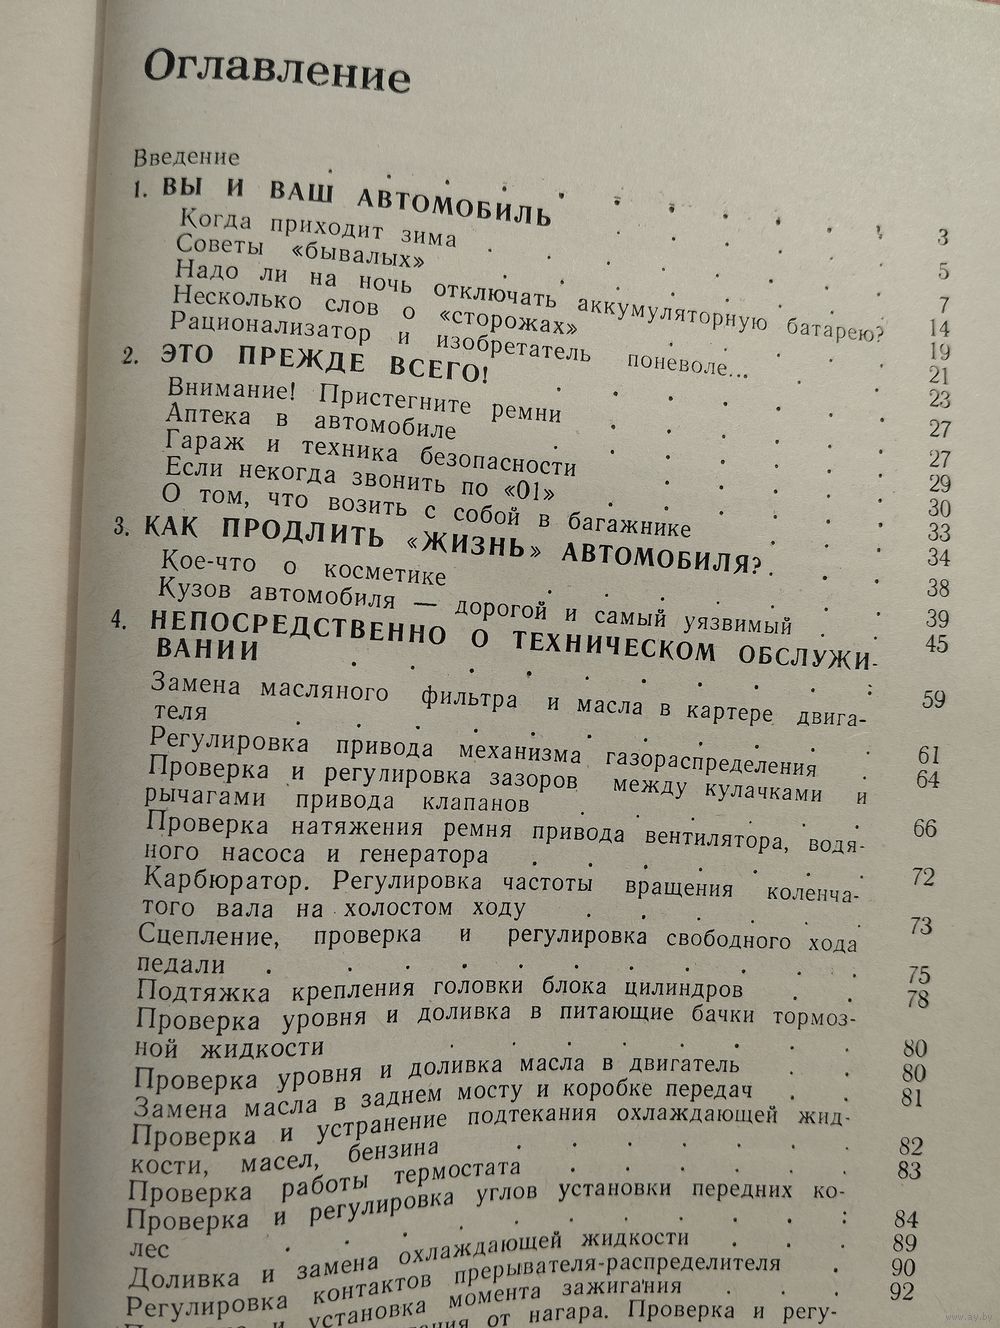 Оглавление
Введение . . . . . . . . . 3
1. ВЫ И ВАШ АВТОМОБИЛЬ . . . . . . 5
Когда приходит зима . . . . . . . 7
Советы «бывалых» . . . . . . . 14
Надо ли на ночь отключать аккумуляторную батарею? 19
Несколько слов о «сторожах» . . . . 21
Рационализатор и изобретатель поневоле... . . 23
2. ЭТО ПРЕЖДЕ ВСЕГО! . . . . . . 27
Внимание! Пристегните ремни . . . . . 27
Аптека в автомобиле . . . . . . 29
Гараж и техника безопасности . . . . 30
Если некогда звонить по «01» . . . . 33
О том, что возить с собой в багажнике . . . 34
3. КАК ПРОДЛИТЬ «ЖИЗНЬ» АВТОМОБИЛЯ? . . . 38
Кое-что о косметике . . . . . . 39
Кузов автомобиля — дорогой и самый уязвимый . . 45
4. НЕПОСРЕДСТВЕННО О ТЕХНИЧЕСКОМ ОБСЛУЖИ-
ВАНИИ . . . . . . . . . 59
Замена масляного фильтра и масла в картере двига-
теля . . . . . . . . . . 61
Регулировка привода механизма газораспределения . 64
Проверка и регулировка зазоров между кулачками и
рычагами привода клапанов . . . . . 66
Проверка натяжения ремня привода вентилятора, водя-
ного насоса и генератора . . . . . . 72
Карбюратор. Регулировка частоты вращения коленча-
того вала на холостом ходу . . . . . 73
Сцепление, проверка и регулировка свободного хода
педали . . . . . . . . . . 75
Подтяжка крепления головки блока цилиндров . . 78
Проверка уровня и доливка в питающие бачки тормоз-
ной жидкости . . . . . . . . 80
Проверка уровня и доливка масла в двигатель . . 80
Замена масла в заднем мосту и коробке передач . . 81
Проверка и устранение подтекания охлаждающей жид-
кости, масел, бензина . . . . . . . 82
Проверка работы термостата . . . . . 83
Проверка и регулировка углов установки передних ко-
лес . . . . . . . . . . 84
Доливка и замена охлаждающей жидкости . . . 89
Регулировка контактов прерывателя-распределителя . 90
и установка момента зажигания . . . 92
от нагара. Проверка и регу-
www.ay.by